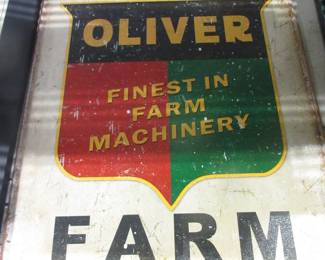 OLIVER
FINEST IN
FARM
MACHINERY
FARM